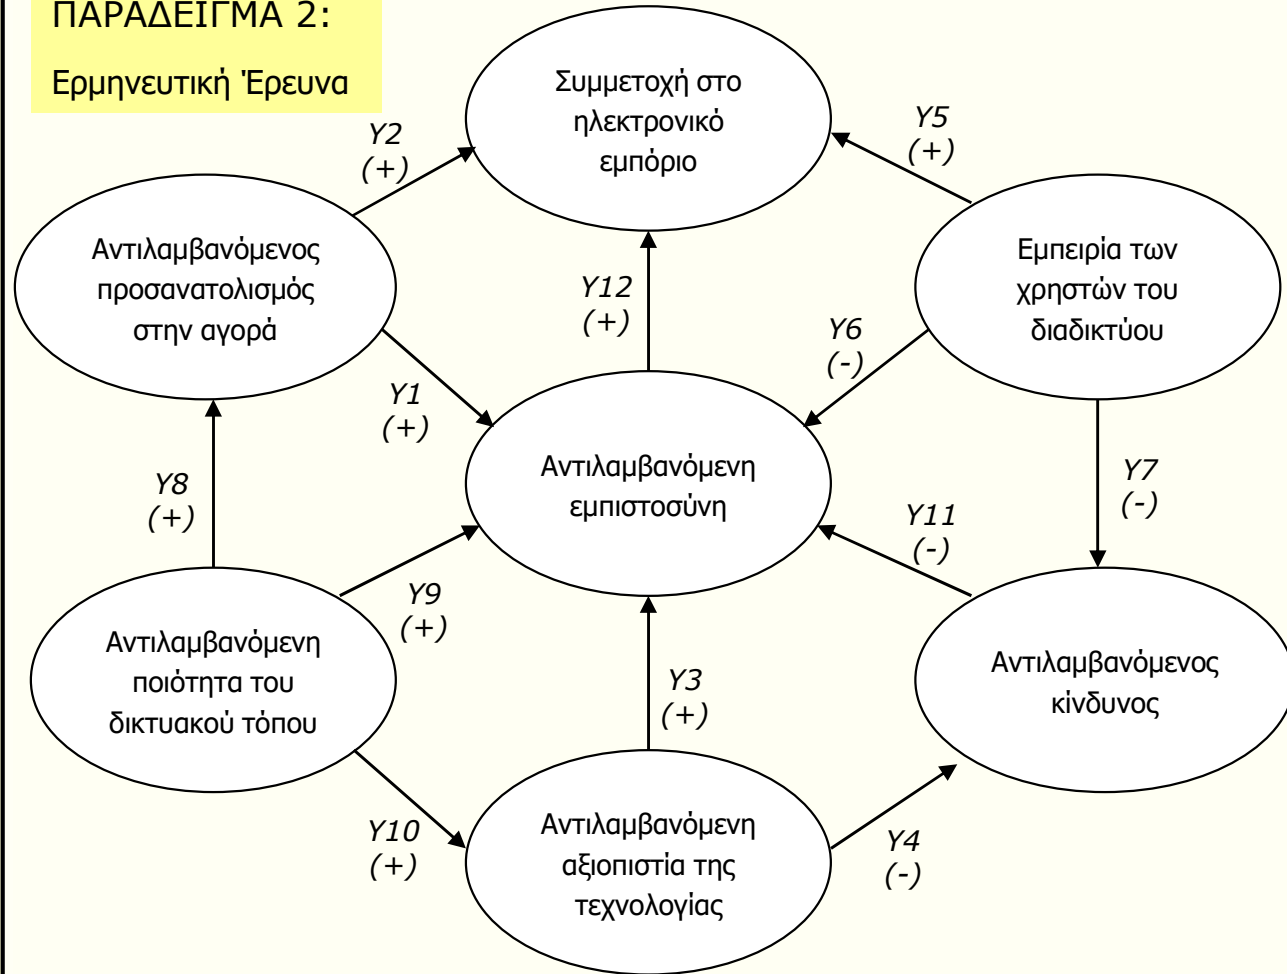 ΠΑΡΑΔΕΙΓΜΑ 2:
Ερμηνευτική Έρευνα
Συμμετοχή στο
ηλεκτρονικό
εμπόριο
Υ2
(+)
Υ5
(+)
Αντιλαμβανόμενος
προσανατολισμός
στην αγορά
Εμπειρία των
χρηστών του
διαδικτύου
Υ12
(+)
Υ6
(-)
Υ1
(+)
Αντιλαμβανόμενη
εμπιστοσύνη
Υ8
(+)
Υ7
(-)
Υ11
(-)
Υ9
(+)
Αντιλαμβανόμενη
ποιότητα του
δικτυακού τόπου
Αντιλαμβανόμενος
κίνδυνος
Υ3
(+)
Υ10
(+)
Αντιλαμβανόμενη
αξιοπιστία της
τεχνολογίας
Υ4
(-)